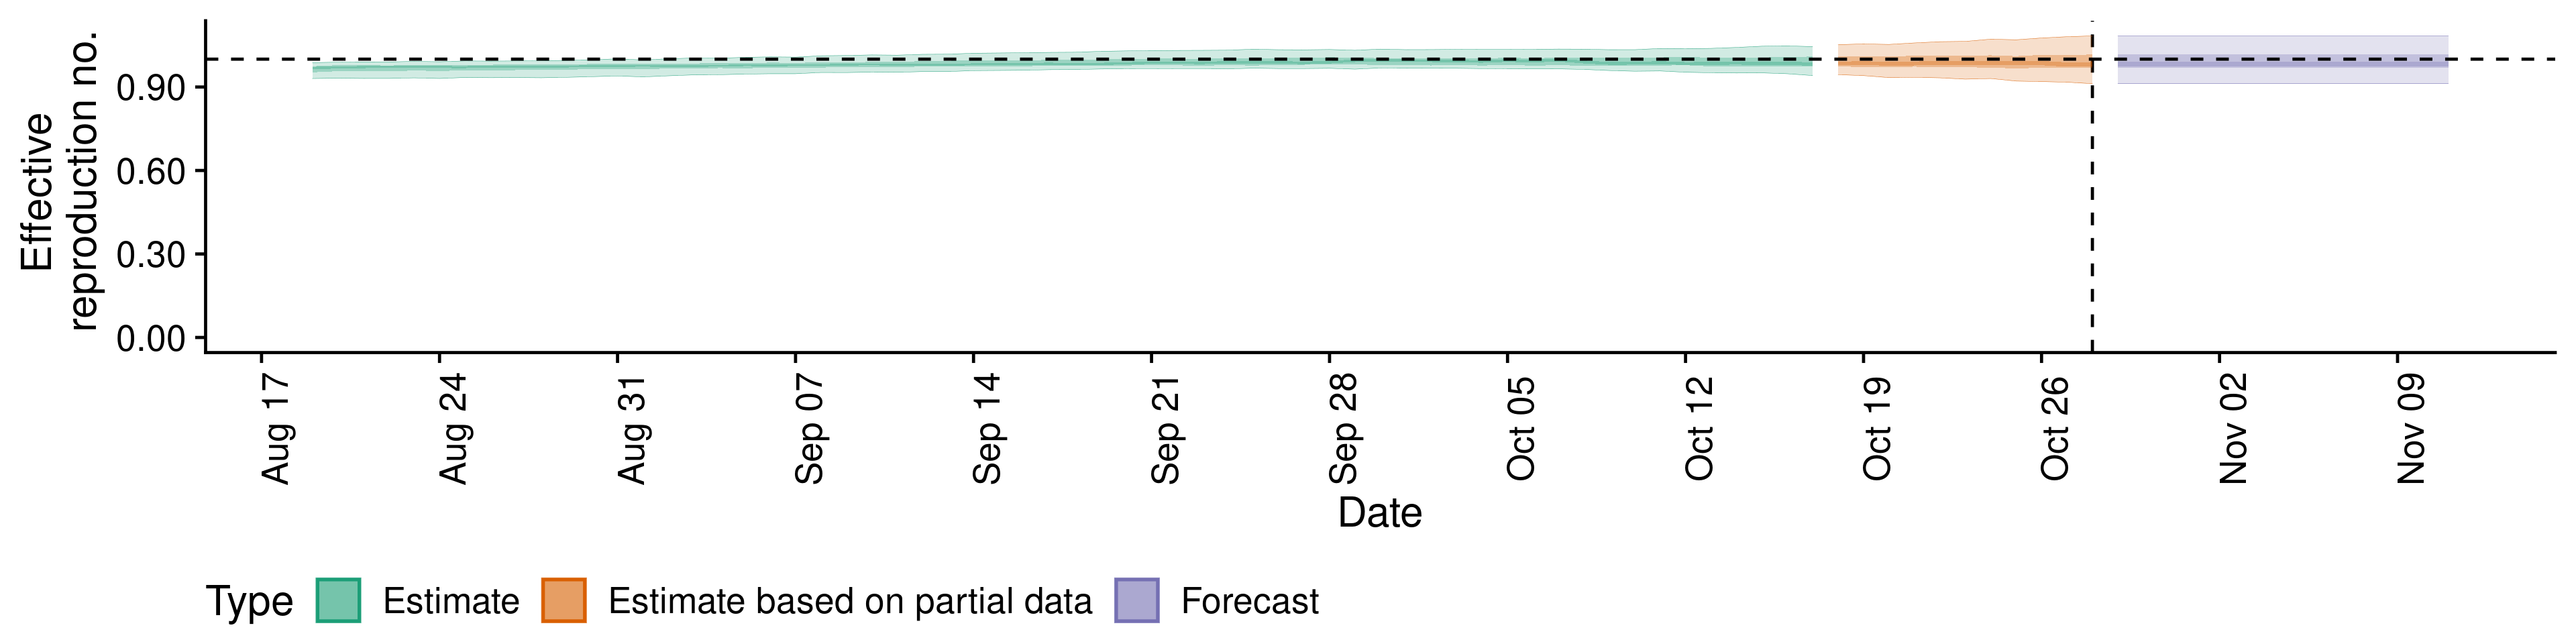 Effective
reproduction no.
0.90
0.60
0.30
0.00
Aug 17
Aug 24
Aug 31
Sep 07
Sep 14
Sep 21
Sep 28
Oct 05
Oct 12
Oct 19
Oct 26
Nov 02
Nov 09
Date
Type Estimate Estimate based on partial data Forecast